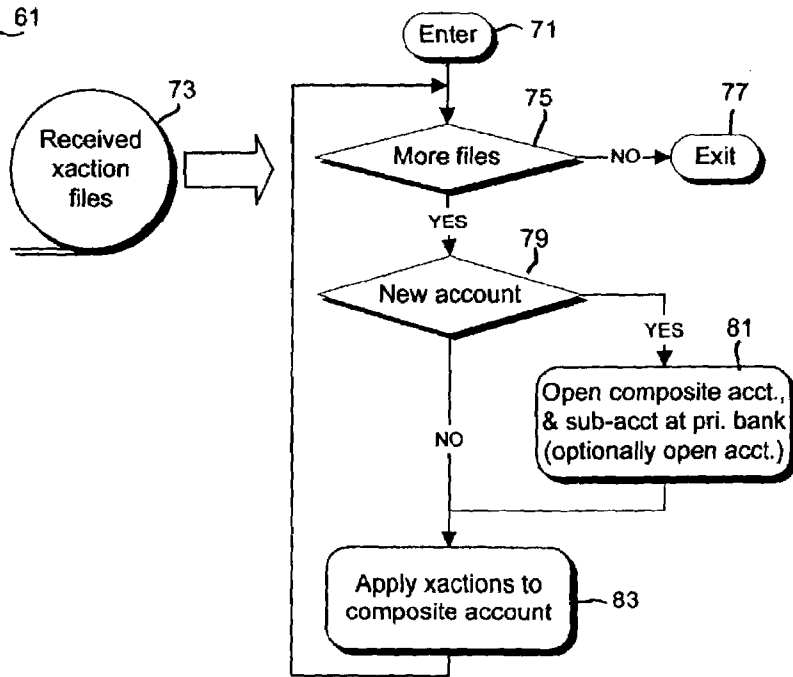 61
Enter
71
73
Received
xaction
files
75
More files
NO
77
Exit
YES
79
New account
YES
81
Open composite acct.,
& sub-acct at pri. bank
(optionally open acct.)
NO
Apply xactions to
composite account
83